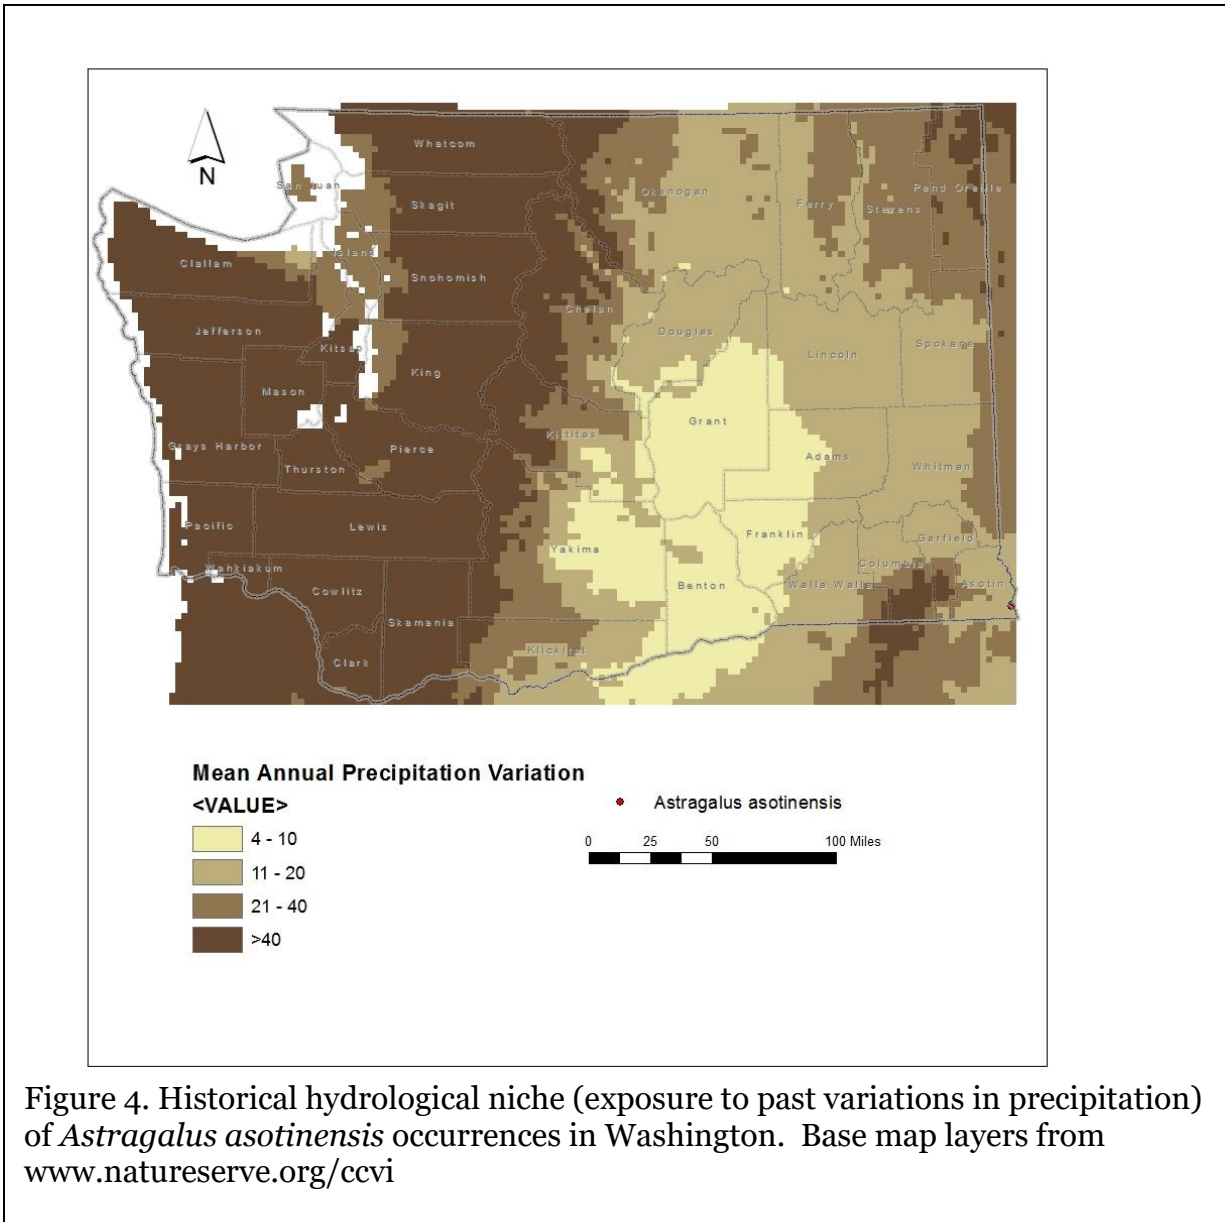 N
Whatcom
San Juan
Okanogan
Ferry
Stevens
Pend Oreille
Skagit
Island
Clallam
Snohomish
Chelan
Jefferson
Douglas
Lincoln
Spokane
Kitsap
King
Mason
Grant
Kittitas
Grays Harbor
Pierce
Thurston
Adams
Whitman
Pacific
Lewis
Yakima
Franklin
Garfield
Wahkiakum
Columbia
Cowlitz
Benton
Walla Walla
Asotin
Skamania
Klickitat
Clark
Mean Annual Precipitation Variation
<VALUE>
4 - 10
11 - 20
21 - 40
>40
Astragalus asotinensis
0 25 50 100 Miles
Figure 4. Historical hydrological niche (exposure to past variations in precipitation)
of Astragalus asotinensis occurrences in Washington.  Base map layers from
www.natureserve.org/ccvi